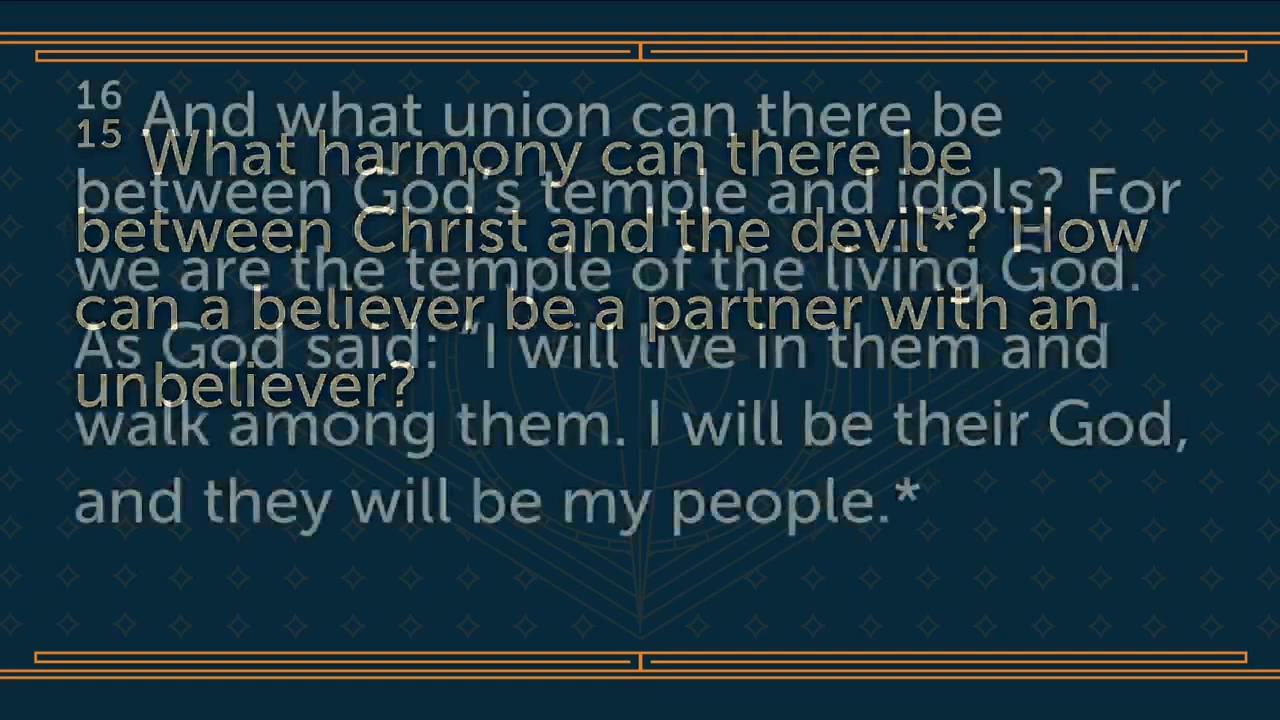 16 And what union can there be
between God's temple and idols? For
we are the temple of the living God.
As God said: “I will live in them and
walk among them. I will be their God,
and they will be my people.*
15 What harmony can there be
between Christ and the devil*? How
can a believer be a partner with an
unbeliever?